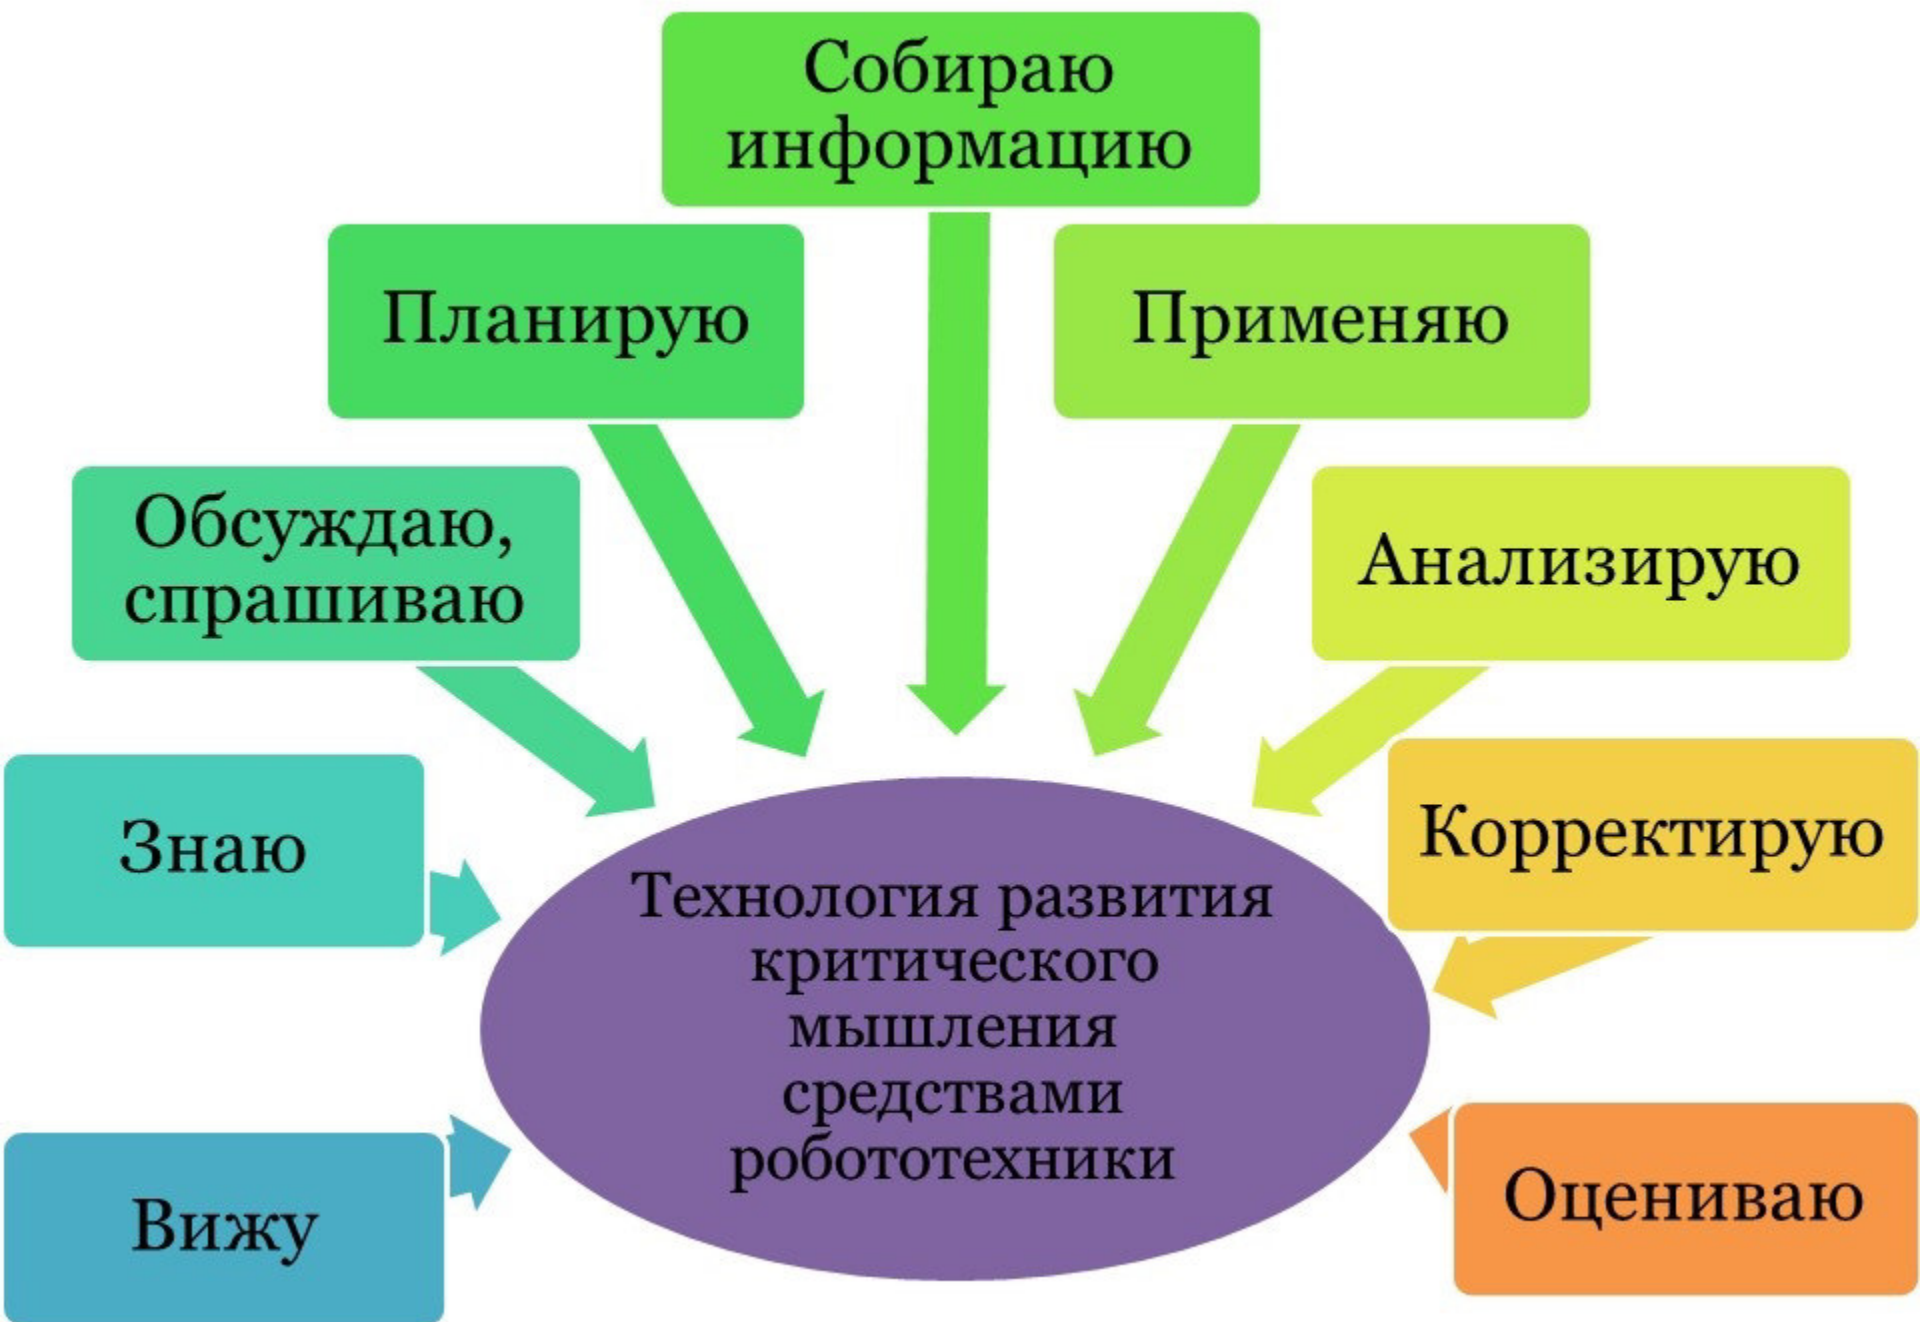 Собираю
информацию
Планирую
Применяю
Обсуждаю,
спрашиваю
Анализирую
Знаю
Корректирую
Технология развития
критического
мышления
средствами
робототехники
Вижу
Оцениваю